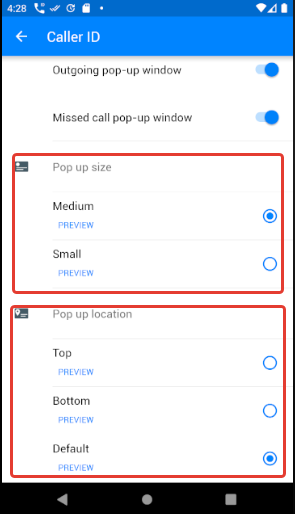 4:28
Caller ID
Outgoing pop-up window
Missed call pop-up window
Pop up size
Medium
PREVIEW
Small
PREVIEW
Pop up location
Top
PREVIEW
Bottom
PREVIEW
Default
PREVIEW